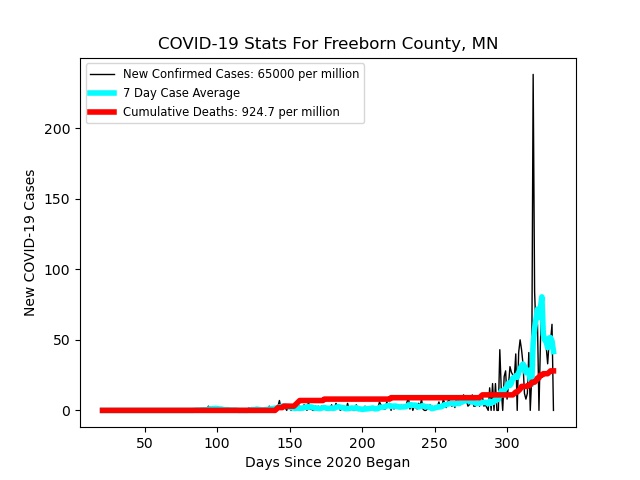 COVID-19 Stats For Freeborn County, MN
New Confirmed Cases: 65000 per million
7 Day Case Average
Cumulative Deaths: 924.7 per million
New COVID-19 Cases
200
150
100
50
0
50 100 150 200 250 300
Days Since 2020 Began